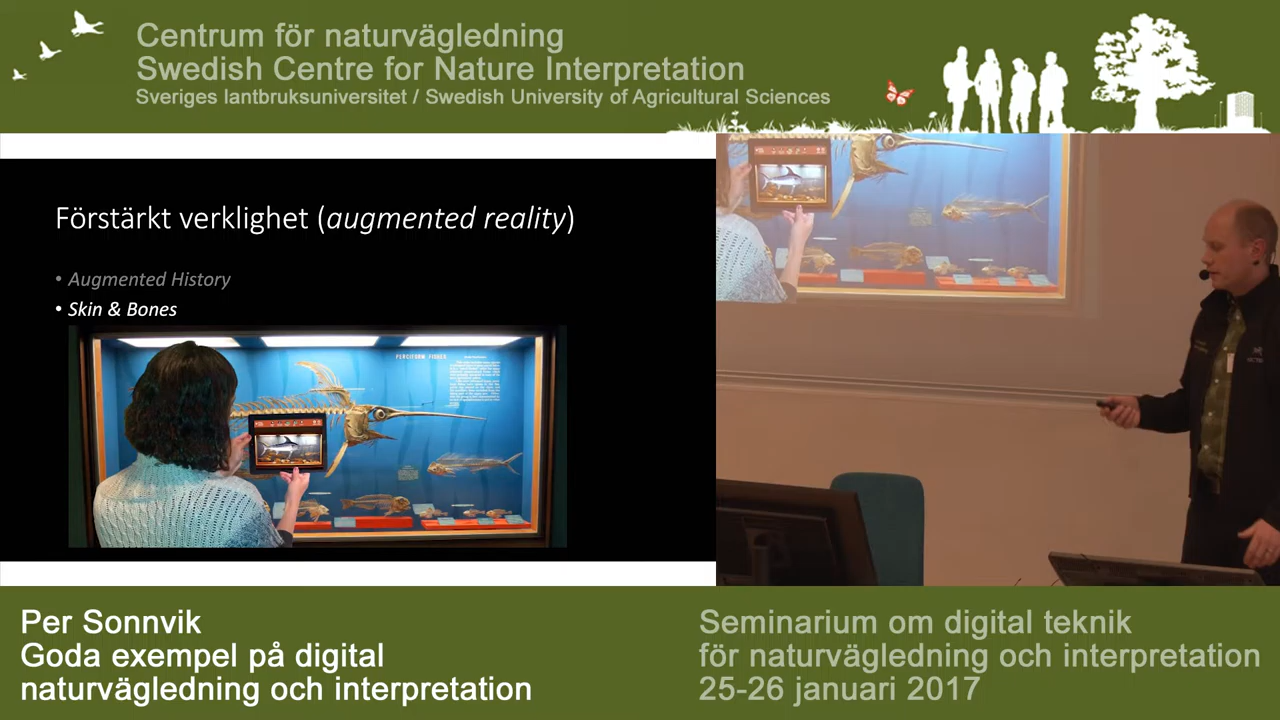 Centrum för naturvägledning
Swedish Centre for Nature Interpretation
Sveriges lantbruksuniversitet / Swedish University of Agricultural Sciences
Förstärkt verklighet (augmented reality)
• Augmented History
• Skin & Bones
PERCIFORM FISHES
Per Sonnvik
Goda exempel på digital
naturvägledning och interpretation
Seminarium om digital teknik
för naturvägledning och interpretation
25-26 januari 2017